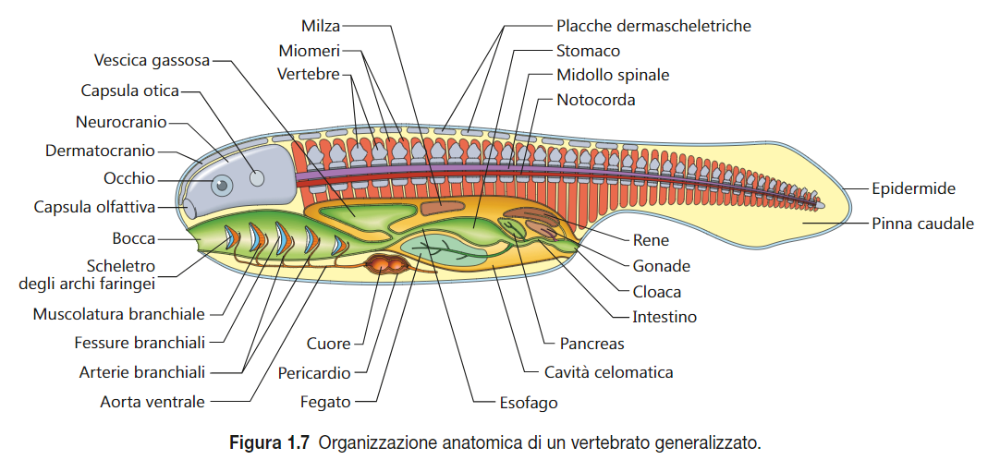 Milza
Miomeri
Vertebre
Vescica gassosa
Capsula otica
Neurocranio
Dermatocranio
Occhio
Capsula olfattiva
Bocca
Scheletro
degli archi faringei
Muscolatura branchiale
Fessure branchiali
Arterie branchiali
Aorta ventrale
Cuore
Pericardio
Fegato
Placche dermascheletriche
Stomaco
Midollo spinale
Notocorda
Epidermide
Pinna caudale
Rene
Gonade
Cloaca
Intestino
Pancreas
Cavità celomatica
Esofago
Figura 1.7 Organizzazione anatomica di un vertebrato generalizzato.